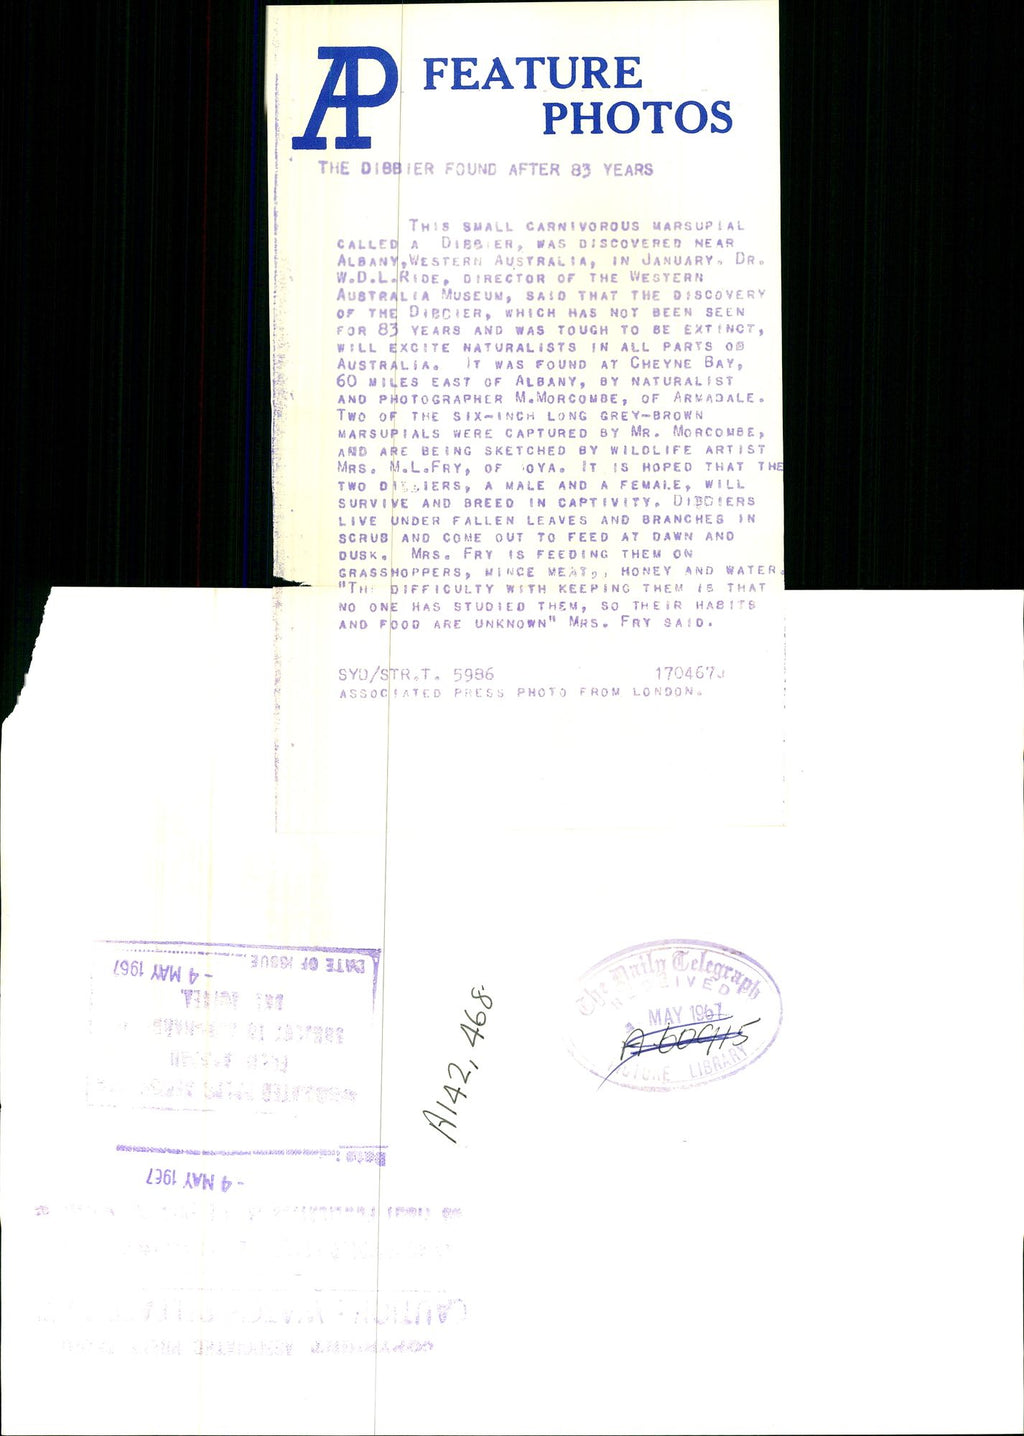 AP FEATURE
PHOTOS
THE DIBBIER FOUND AFTER 83 YEARS
THIS SMALL CARNIVOROUS MARSUPIAL
CALLED A DIBBIER, WAS DISCOVERED NEAR
ALBANY, WESTERN AUSTRALIA, IN JANUARY. DR.
W.D.L.RIDE, DIRECTOR OF THE WESTERN
AUSTRALIA MUSEUM, SAID THAT THE DISCOVERY
OF THE DIBBIER, WHICH HAS NOT BEEN SEEN
FOR 83 YEARS AND WAS TOUGH TO BE EXTINCT,
WILL EXCITE NATURALISTS IN ALL PARTS OB
AUSTRALIA. IT WAS FOUND AT CHEYNE BAY,
60 MILES EAST OF ALBANY, BY NATURALIST
AND PHOTOGRAPHER M.MORCOMBE, OF ARMADALE.
TWO OF THE SIX-INCH LONG GREY-BROWN
MARSUPIALS WERE CAPTURED BY MR. MORCOMBE,
AND ARE BEING SKETCHED BY WILDLIFE ARTIST
MRS. M.L.FRY, OF OYA. IT IS HOPED THAT THE
TWO DIBBIERS, A MALE AND A FEMALE, WILL
SURVIVE AND BREED IN CAPTIVITY. DIBBIERS
LIVE UNDER FALLEN LEAVES AND BRANCHES IN
SCRUB AND COME OUT TO FEED AT DAWN AND
DUSK. MRS. FRY IS FEEDING THEM ON
GRASSHOPPERS, MINCE MEAT,, HONEY AND WATER.
"TH DIFFICULTY WITH KEEPING THEM IS THAT
NO ONE HAS STUDIED THEM, SO THEIR HABITS
AND FOOD ARE UNKNOWN" MRS. FRY SAID.
SYD/STR.T. 5986 170467J
ASSOCIATED PRESS PHOTO FROM LONDON.
DATE OF ISSUE - 4 MAY 1967
Date: - 4 MAY 1967
COPYRIGHT ASSOCIATED PRESS
A142,468.
The Daily Telegraph
RECEIVED
MAY 1967
A 60915
PICTURE LIBRARY